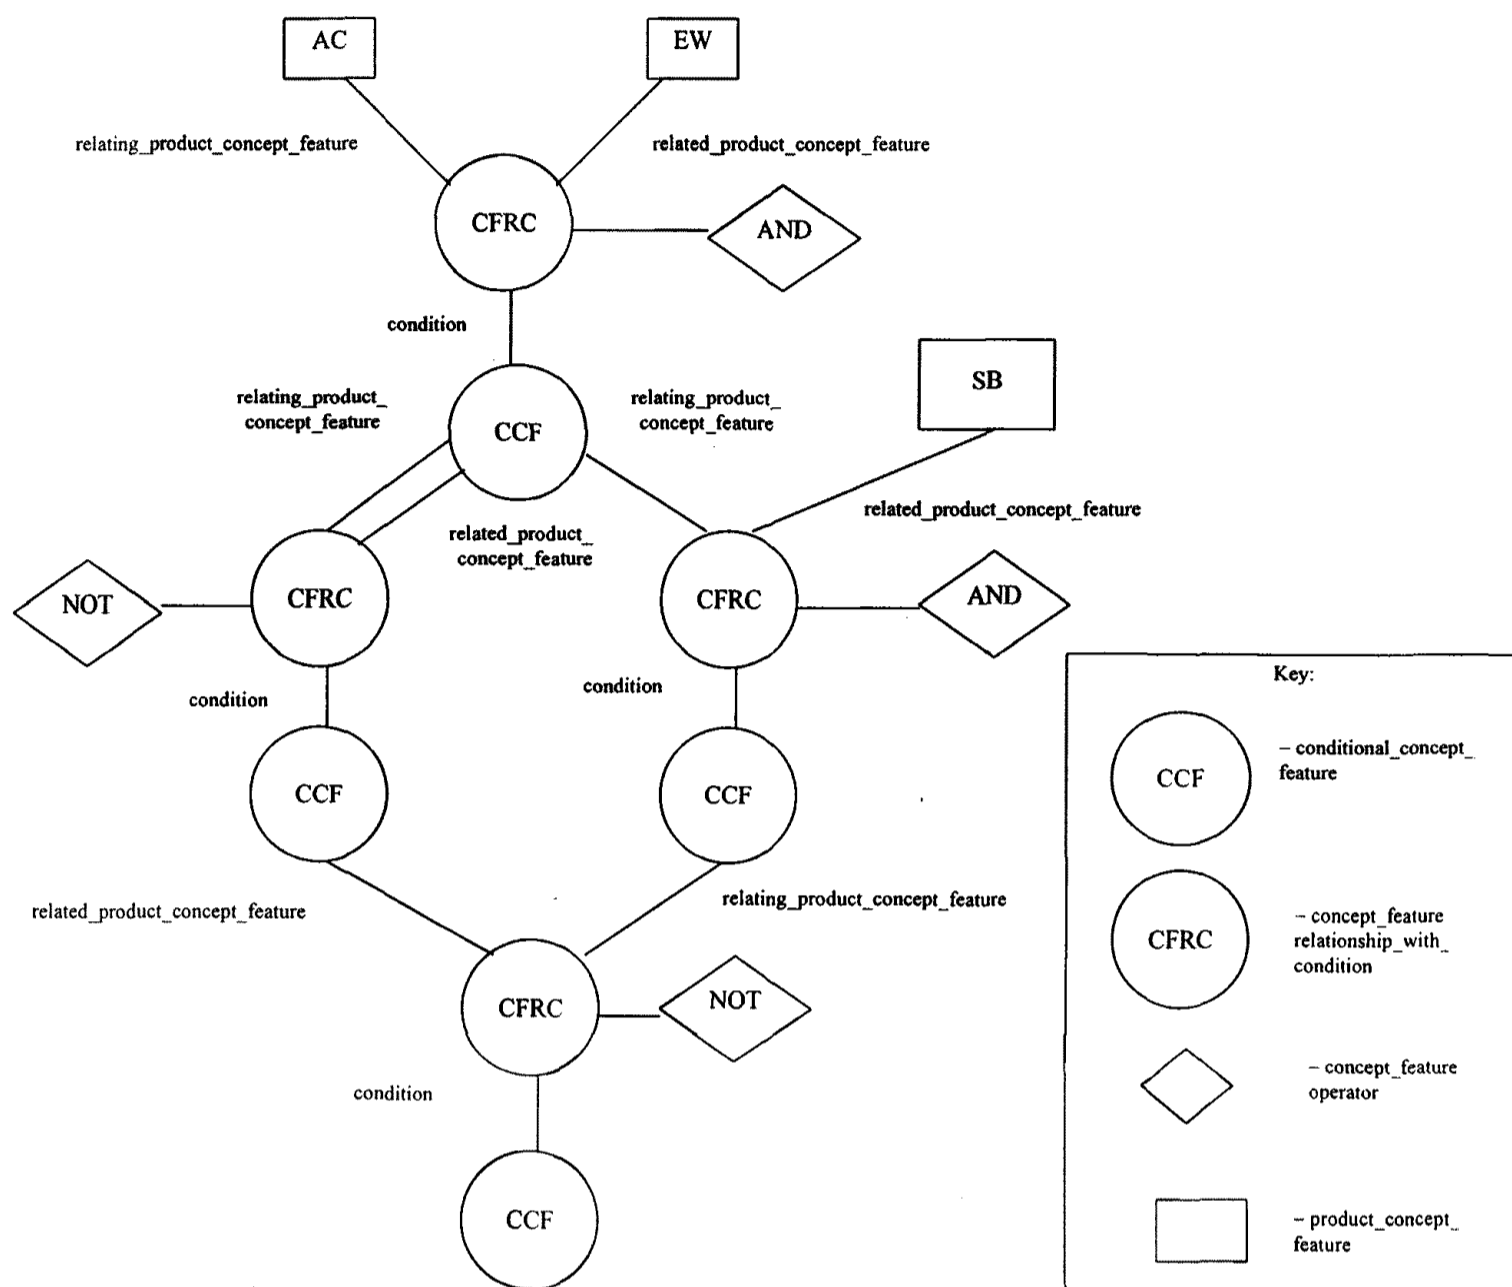 AC
EW
relating_product_concept_feature
related_product_concept_feature
CFRC
AND
condition
SB
relating_product_
concept_feature
relating_product_
concept_feature
CCF
related_product_concept_feature
related_product_
concept_feature
NOT
CFRC
CFRC
AND
condition
condition
CCF
CCF
related_product_concept_feature
relating_product_concept_feature
CFRC
NOT
condition
CCF
Key:
CCF
– conditional_concept_
feature
CFRC
– concept_feature
relationship_with_
condition
– concept_feature
operator
– product_concept_
feature